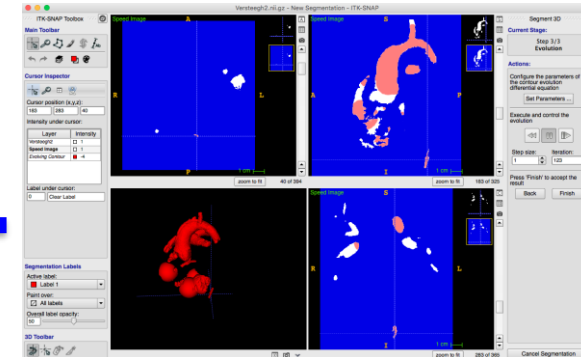 Versteegh2.nii.gz - New Segmentation - ITK-SNAP
ITK-SNAP Toolbox
Main Toolbar
Cursor Inspector
Cursor position (x,y,z):
160 283 40
Intensity under cursor:
Layer Intensity
Versteegh2 1
Speed Image 1
Evolving Contour -4
Label under cursor:
0 Clear Label
Segmentation Labels
Active label:
Label 1
Paint over:
All labels
Overall label opacity:
50
3D Toolbar
Speed Image
A
R
L
P
1 cm
zoom to fit
40 of 394
Speed Image
S
A
P
I
1 cm
zoom to fit
Speed Image
S
R
L
I
1 cm
zoom to fit
Segment 3D
Current Stage:
Step 3/3
Evolution
Actions:
Configure the parameters of
the contour evolution
differential equation
Set Parameters ...
Execute and control the
evolution
Step size: Iteration:
1 123
Press 'Finish' to accept the
result
Back Finish
Cancel Segmentation